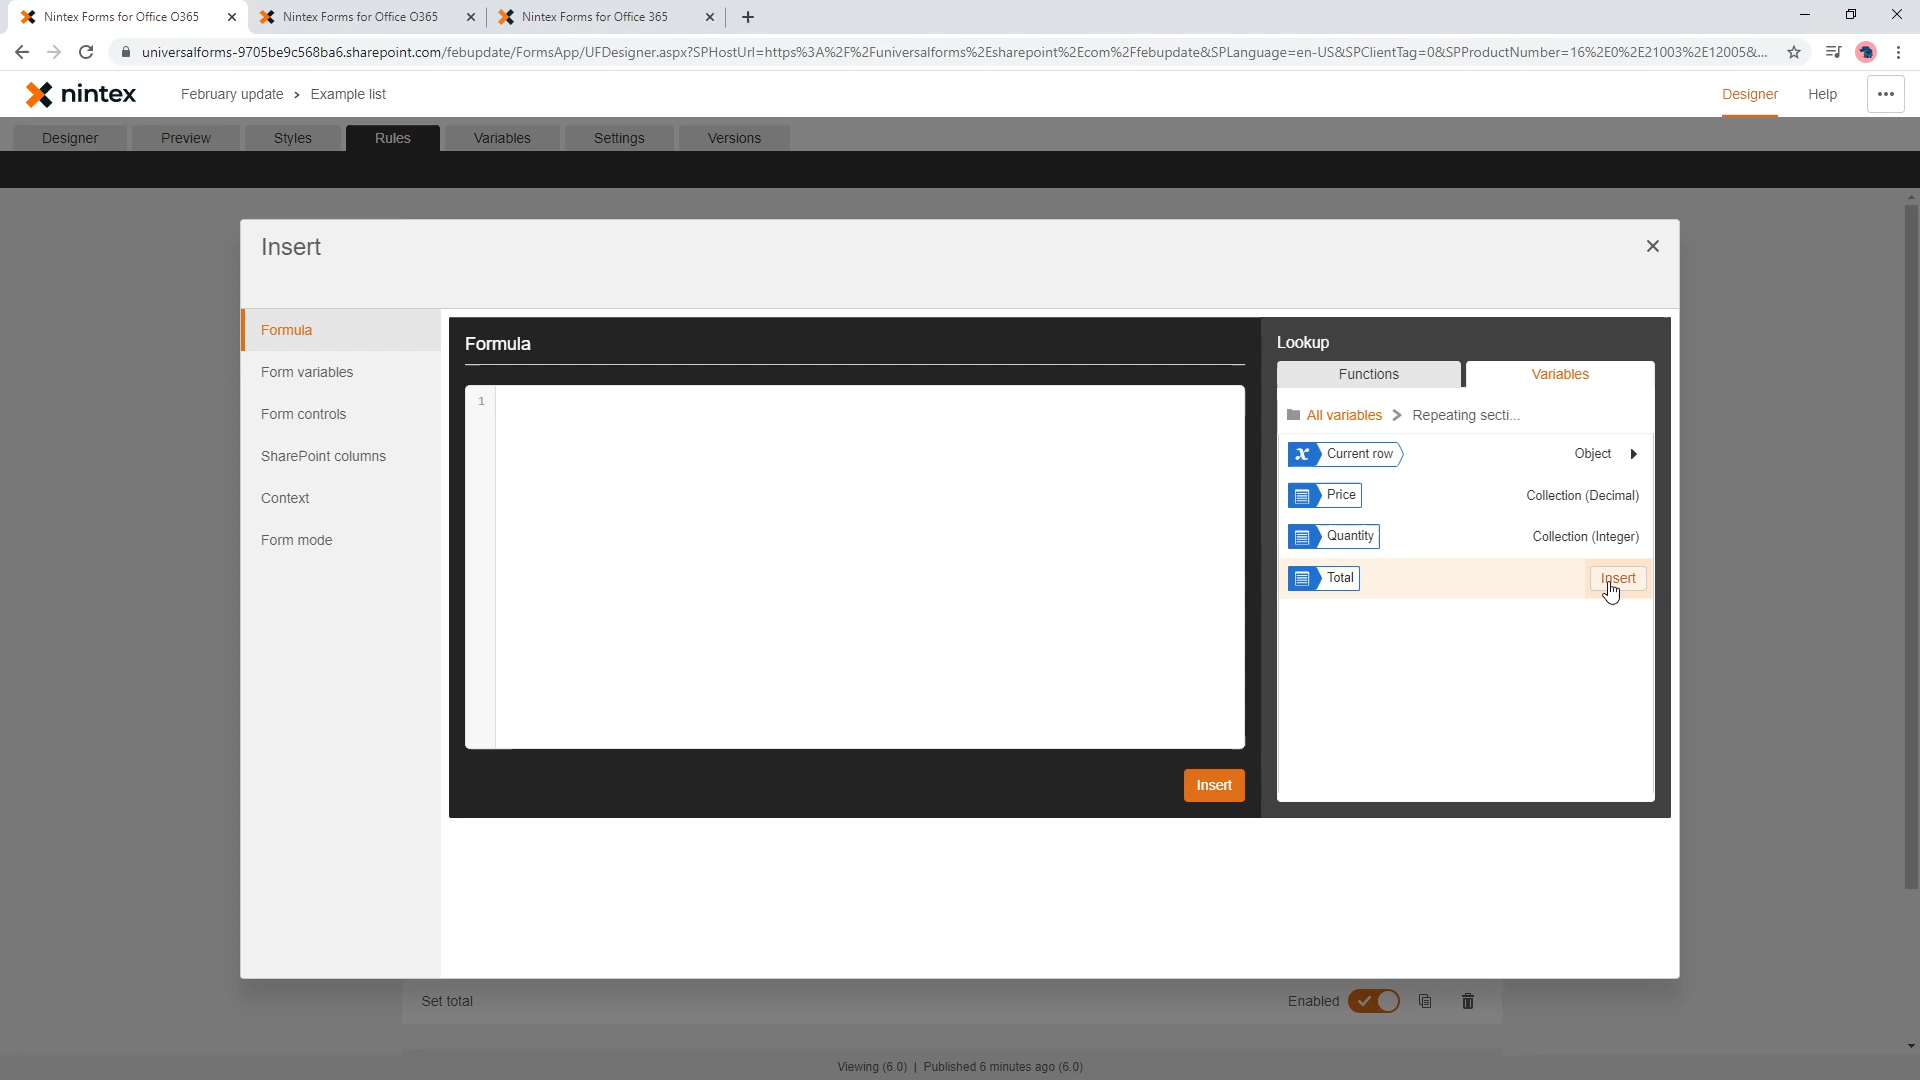 Nintex Forms for Office O365
Nintex Forms for Office O365
Nintex Forms for Office 365
universalforms-9705be9c568ba6.sharepoint.com/febupdate/FormsApp/UFDesigner.aspx?SPHostUrl=https%3A%2F%2Funiversalforms%2Esharepoint%2Ecom%2Ffebupdate&SPLanguage=en-US&SPClientTag=0&SPProductNumber=16%2E0%2E21003%2E12005&...
nintex
February update > Example list
Designer
Help
Designer
Preview
Styles
Rules
Variables
Settings
Versions
Insert
Formula
Form variables
Form controls
SharePoint columns
Context
Form mode
Formula
1
Insert
Lookup
Functions
Variables
All variables > Repeating secti...
x Current row Object
Price Collection (Decimal)
Quantity Collection (Integer)
Total Insert
Set total
Enabled
Viewing (6.0) | Published 6 minutes ago (6.0)